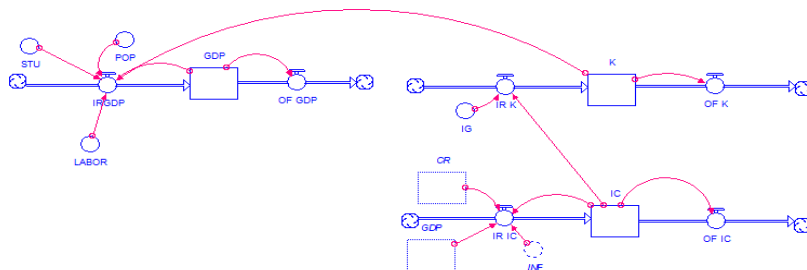 STU
POP
GDP
IRGDP
OF GDP
LABOR
K
IR K
OF K
IG
CR
IC
GDP
IR IC
OF IC
INF